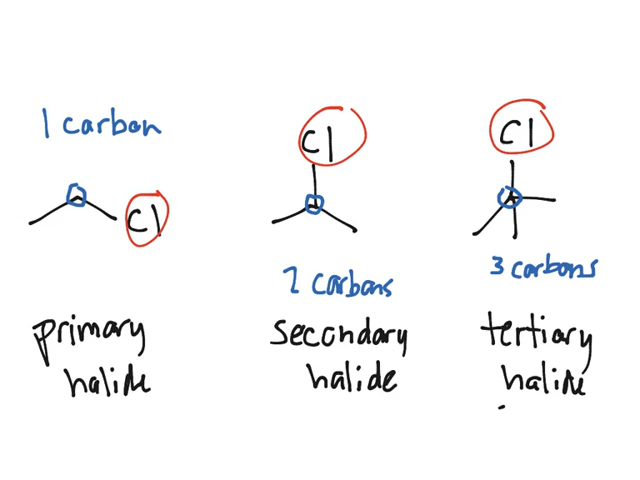 1 carbon
Cl
Cl
Cl
2 carbons
3 carbons
primary
halide
secondary
halide
tertiary
halide